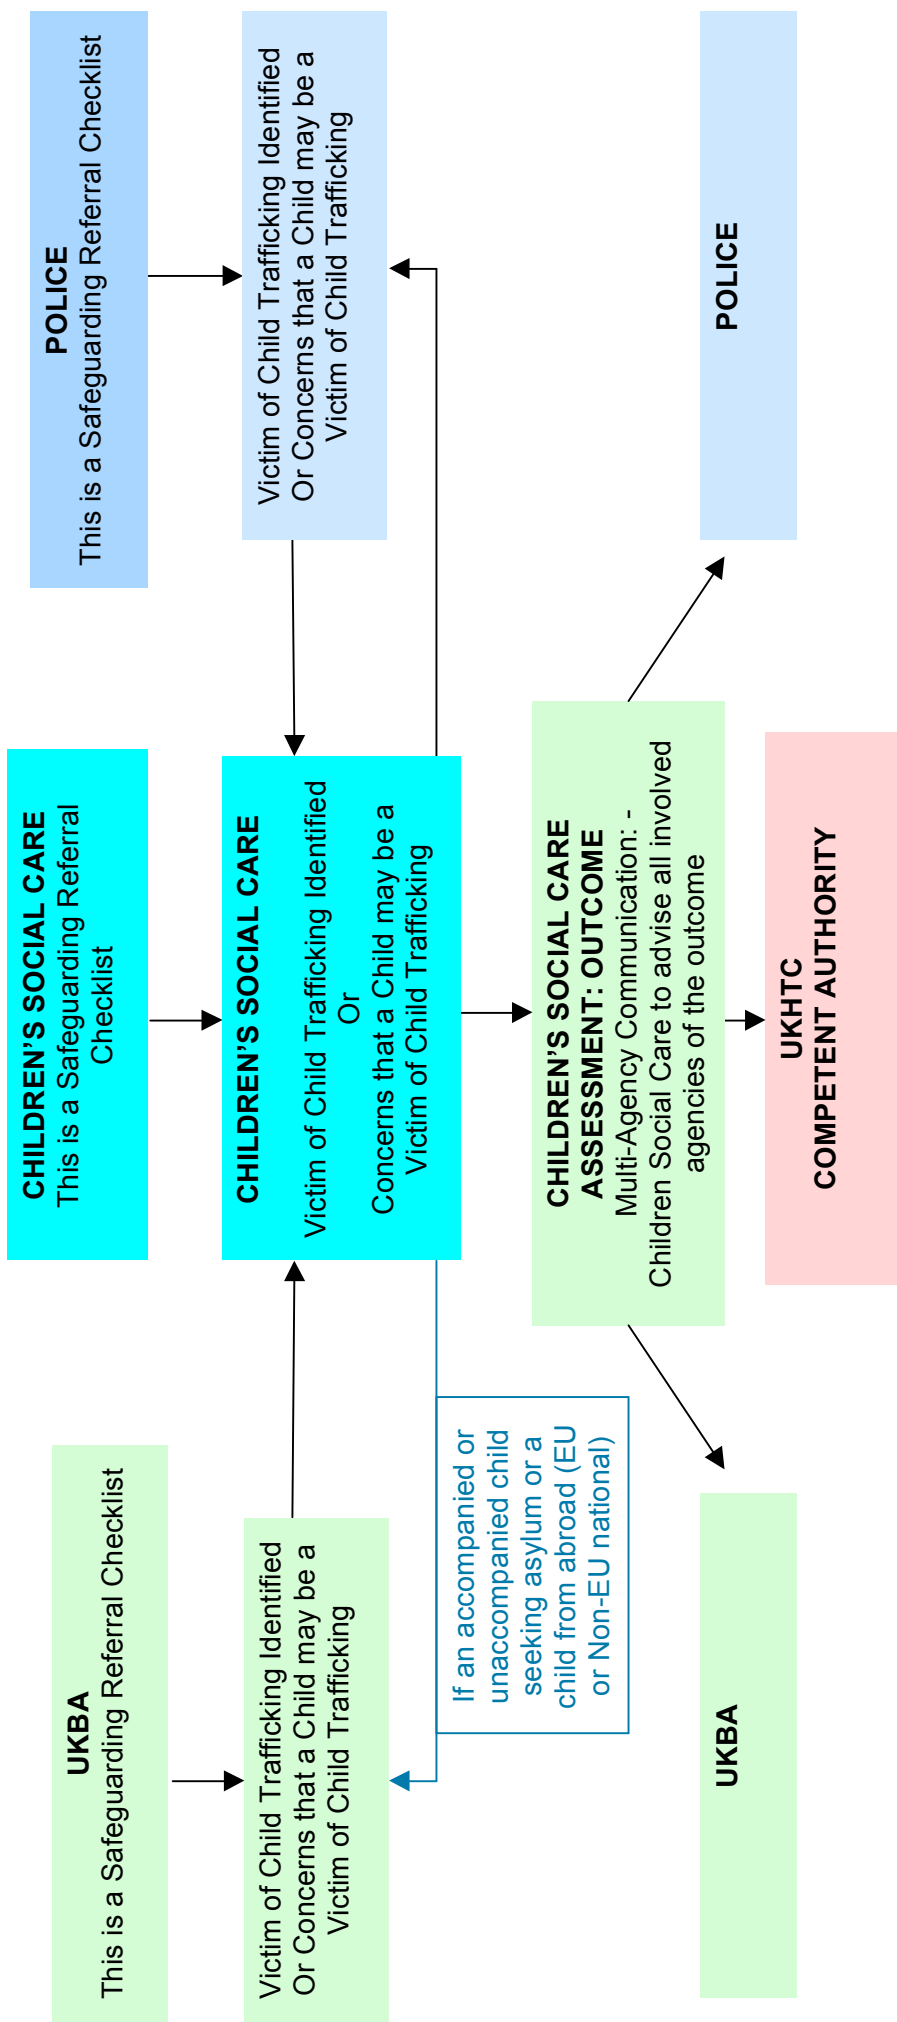 UKBA
This is a Safeguarding Referral Checklist
CHILDREN'S SOCIAL CARE
This is a Safeguarding Referral
Checklist
POLICE
This is a Safeguarding Referral Checklist
Victim of Child Trafficking Identified
Or Concerns that a Child may be a
Victim of Child Trafficking
CHILDREN'S SOCIAL CARE
Victim of Child Trafficking Identified
Or
Concerns that a Child may be a
Victim of Child Trafficking
Victim of Child Trafficking Identified
Or Concerns that a Child may be a
Victim of Child Trafficking
If an accompanied or
unaccompanied child
seeking asylum or a
child from abroad (EU
or Non-EU national)
CHILDREN'S SOCIAL CARE
ASSESSMENT: OUTCOME
Multi-Agency Communication: -
Children Social Care to advise all involved
agencies of the outcome
UKBA
UKHTC
COMPETENT AUTHORITY
POLICE